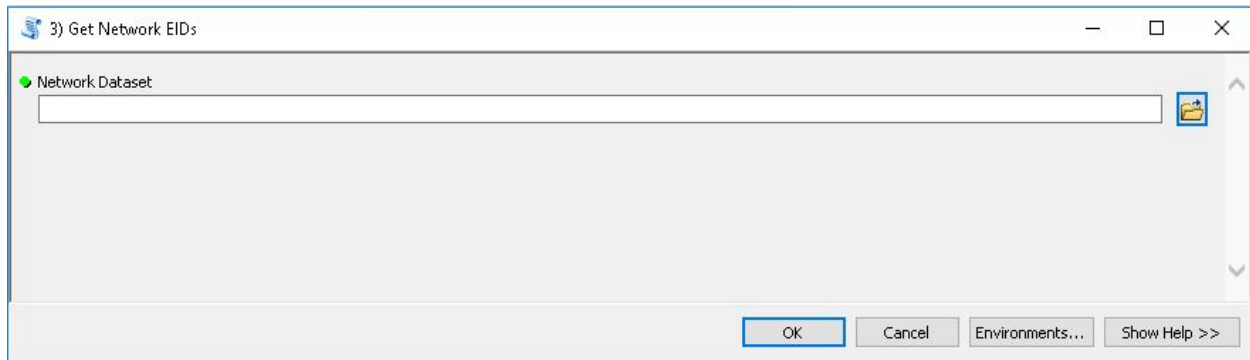 3) Get Network EIDs
Network Dataset
OK Cancel Environments... Show Help >>